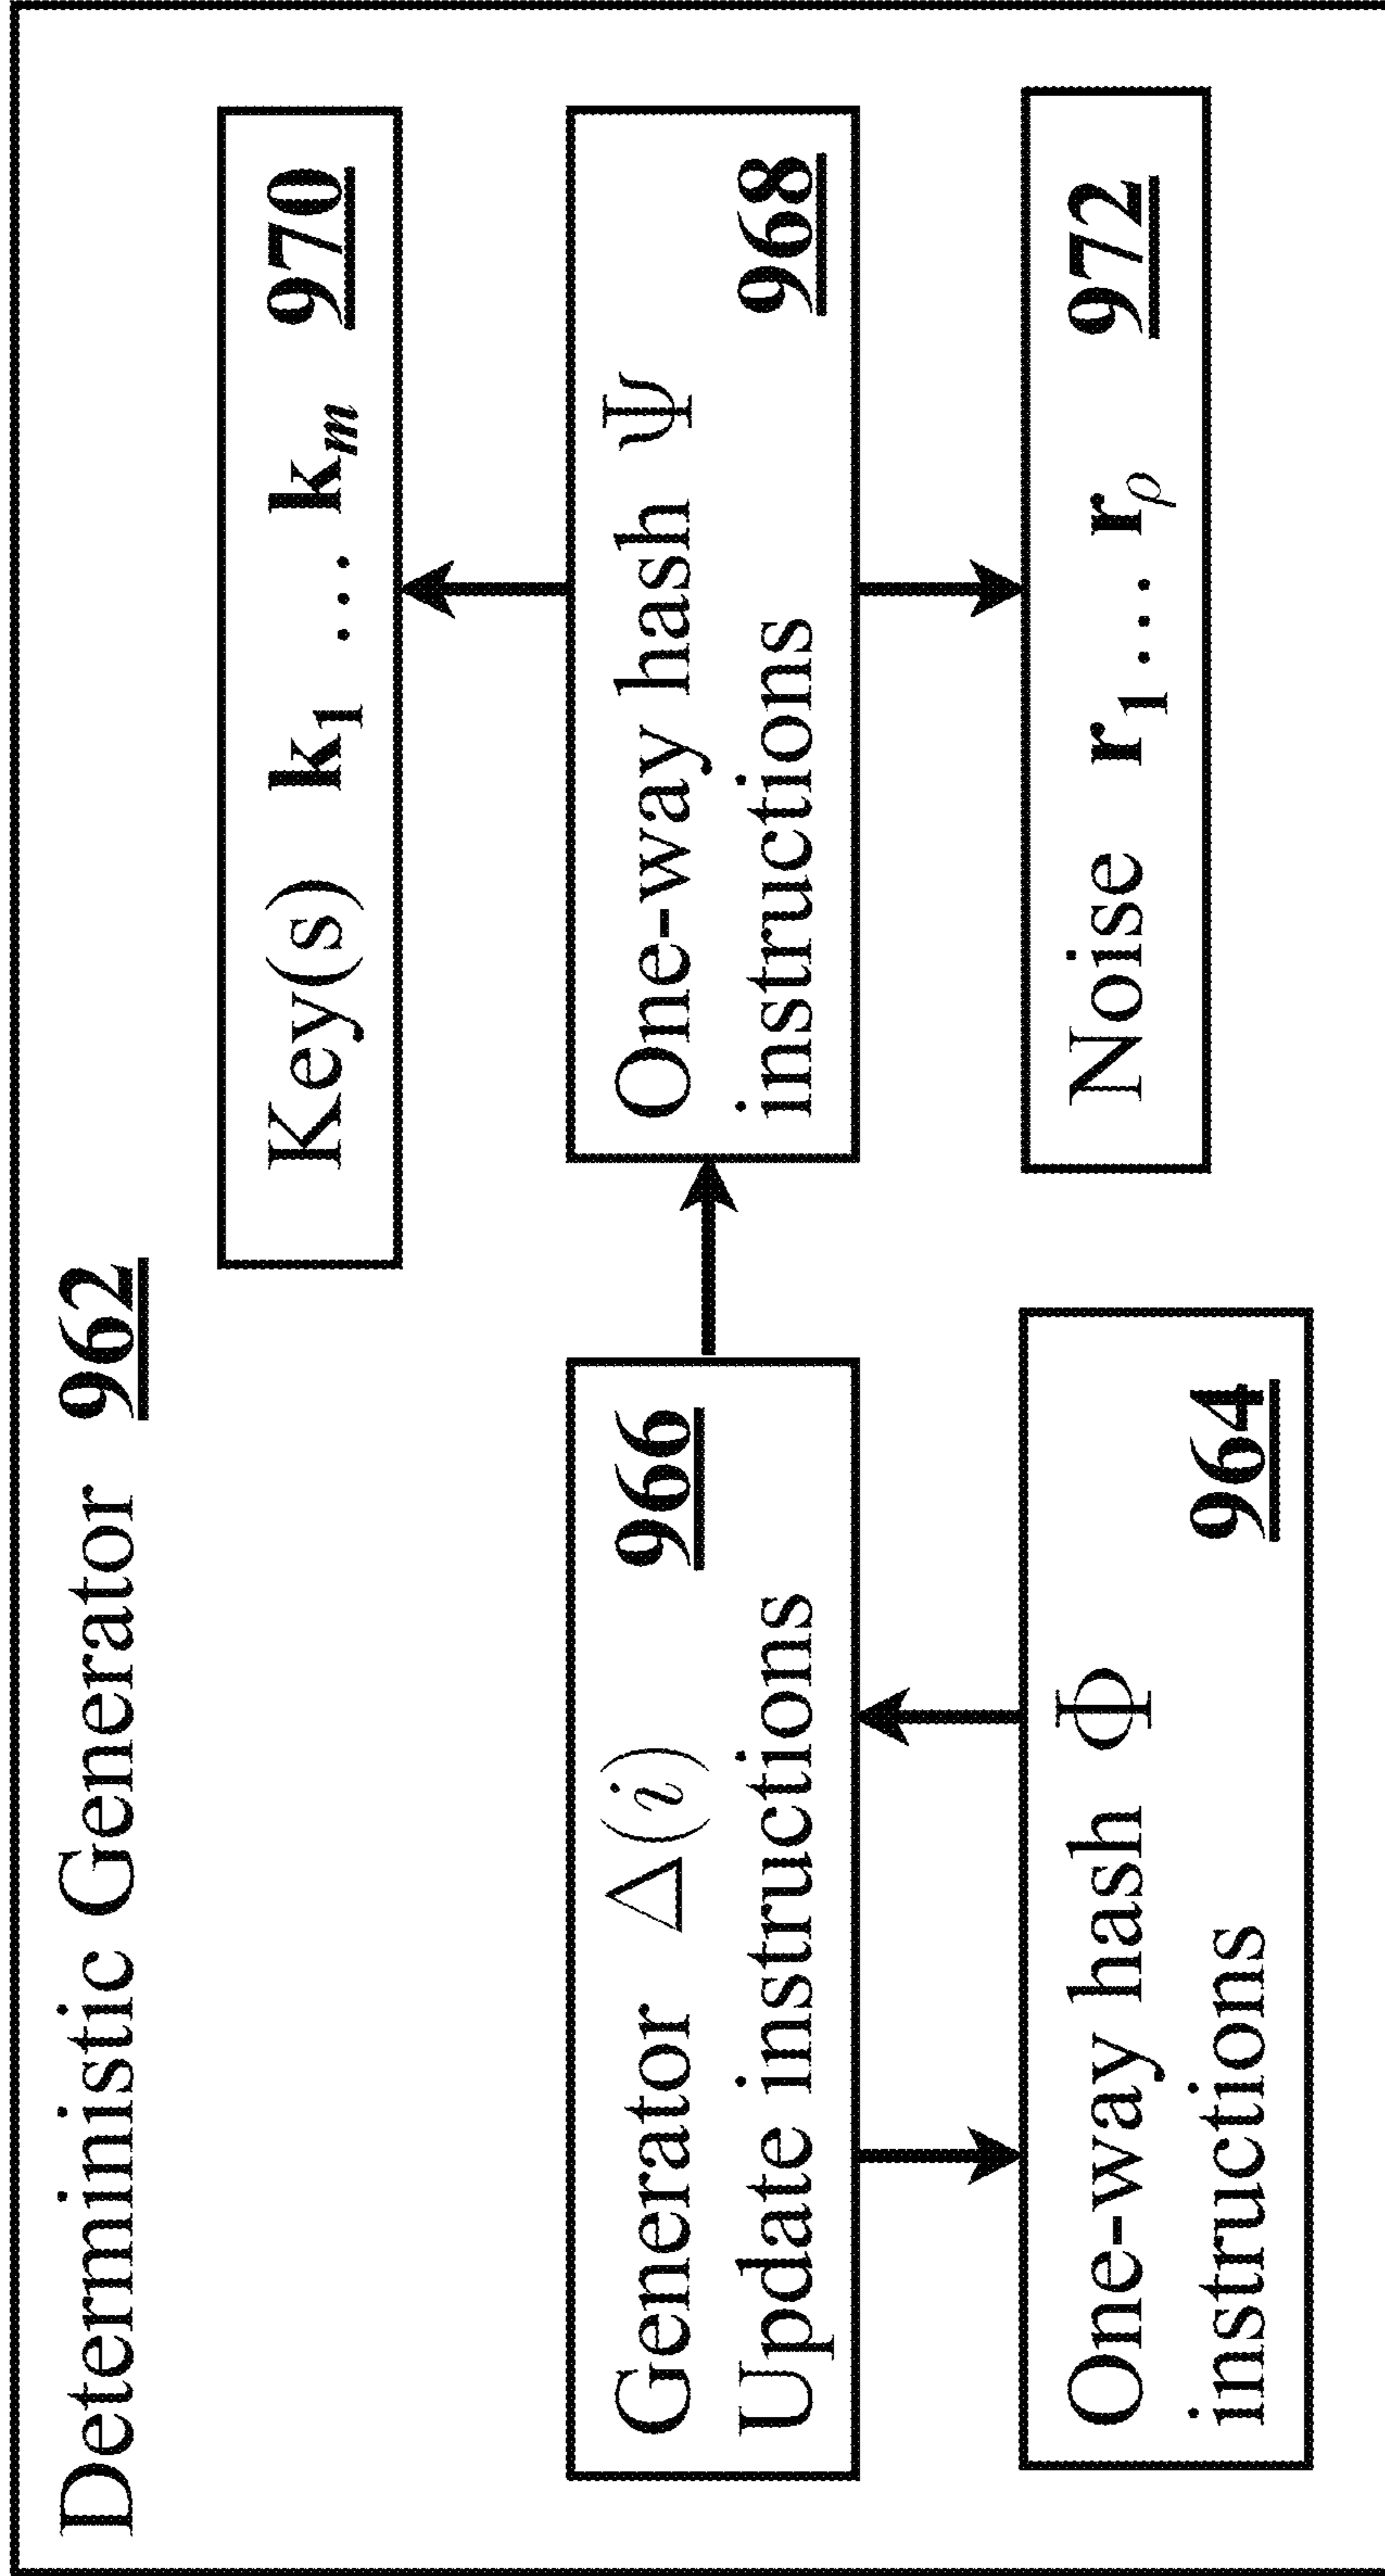 Deterministic Generator 962
Key(s) k₁ ... kₘ 970
Generator Δ(i) 966
Update instructions
One-way hash Ψ
instructions 968
One-way hash Φ
instructions 964
Noise r₁ ... rᵨ 972